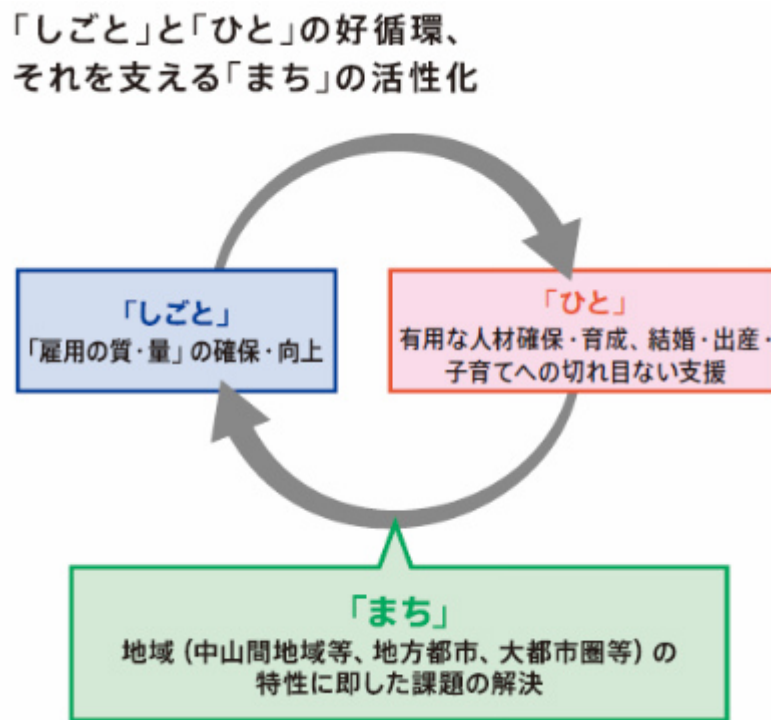 「しごと」と「ひと」の好循環、
それを支える「まち」の活性化
「しごと」
「雇用の質・量」の確保・向上
「ひと」
有用な人材確保・育成、結婚・出産・
子育てへの切れ目ない支援
「まち」
地域(中山間地域等、地方都市、大都市圏等)の
特性に即した課題の解決